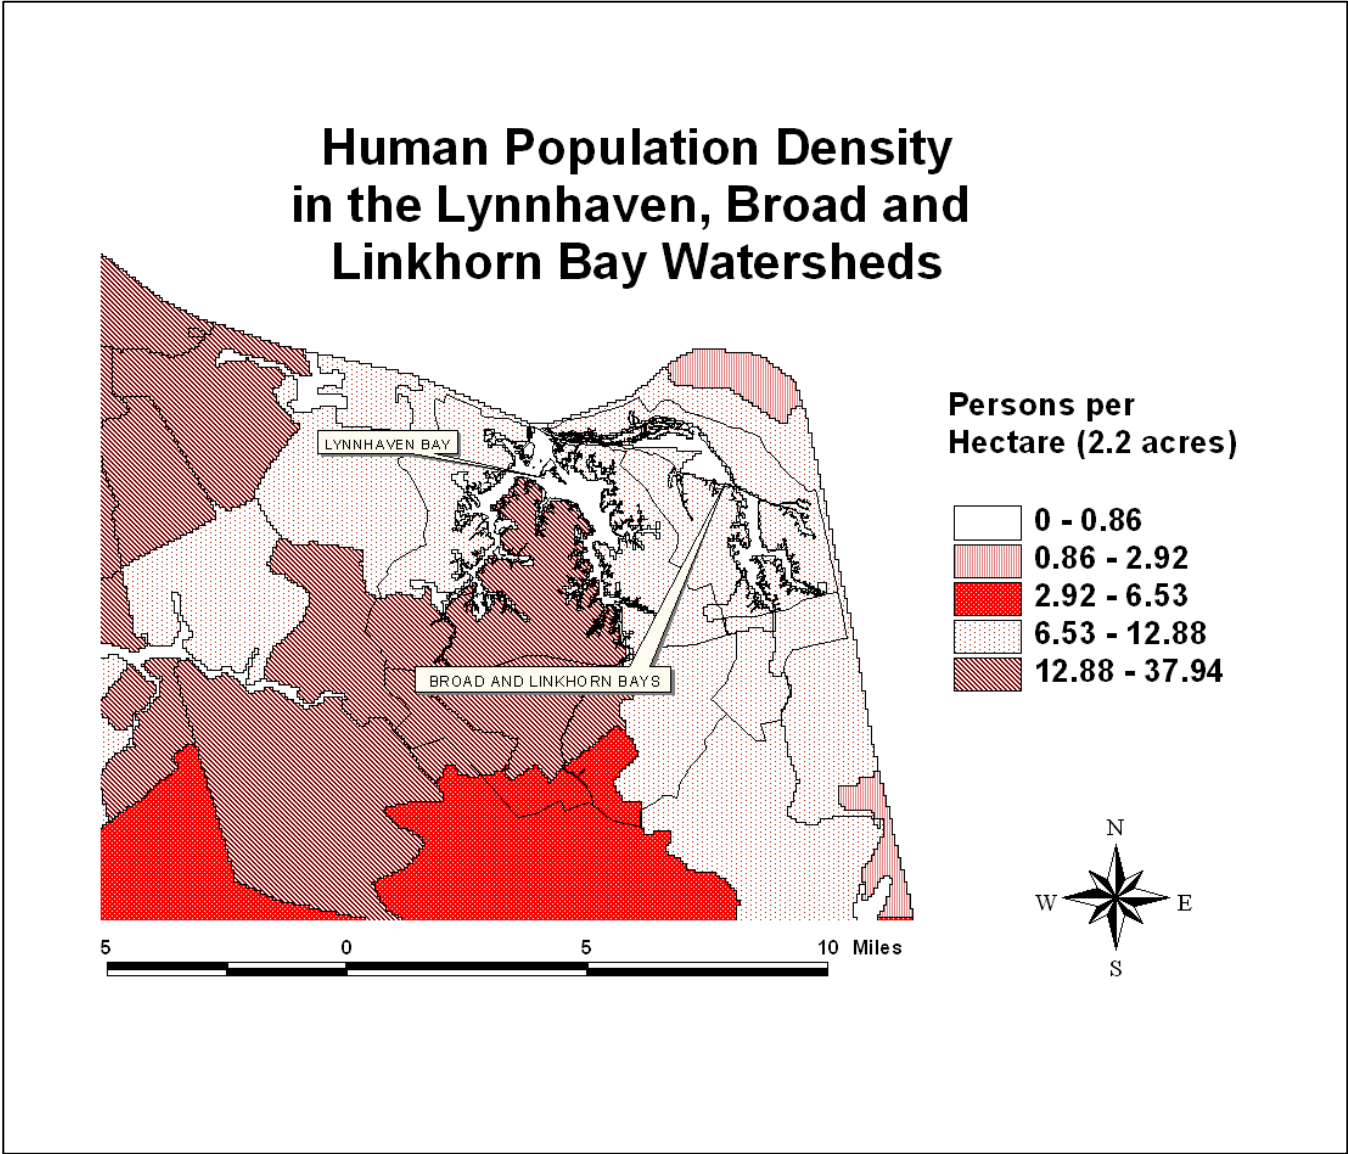 Human Population Density
in the Lynnhaven, Broad and
Linkhorn Bay Watersheds
LYNNHAVEN BAY
BROAD AND LINKHORN BAYS
Persons per
Hectare (2.2 acres)
0 - 0.86
0.86 - 2.92
2.92 - 6.53
6.53 - 12.88
12.88 - 37.94
N
W E
S
5 0 5 10 Miles